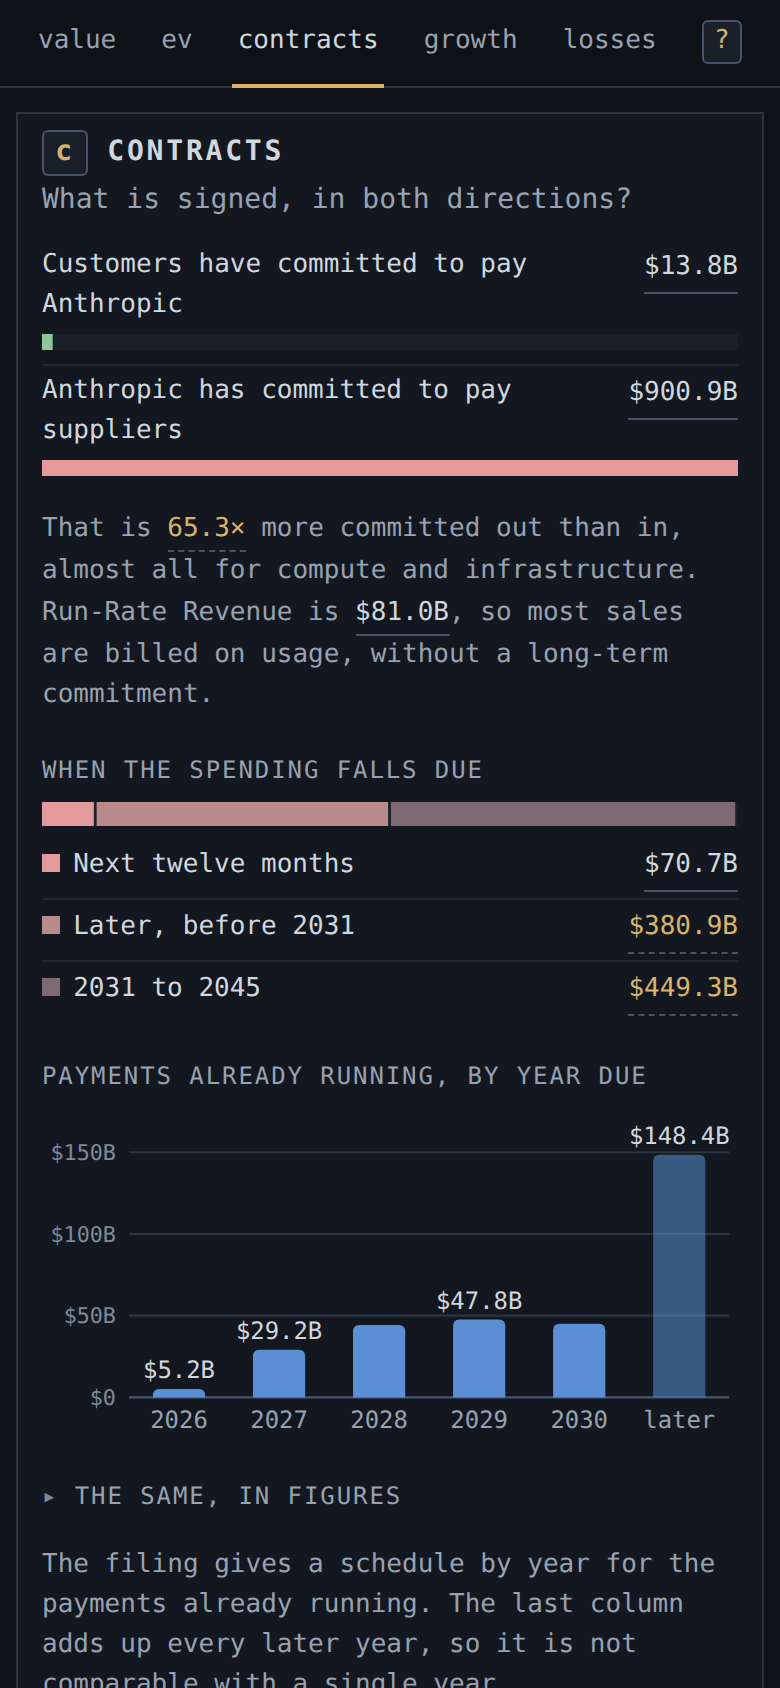 value ev contracts growth losses ?
c CONTRACTS
What is signed, in both directions?
Customers have committed to pay $13.8B
Anthropic
Anthropic has committed to pay $900.9B
suppliers
That is 65.3× more committed out than in,
almost all for compute and infrastructure.
Run-Rate Revenue is $81.0B, so most sales
are billed on usage, without a long-term
commitment.
WHEN THE SPENDING FALLS DUE
Next twelve months $70.7B
Later, before 2031 $380.9B
2031 to 2045 $449.3B
PAYMENTS ALREADY RUNNING, BY YEAR DUE
$148.4B
$150B
$100B
$47.8B
$50B
$29.2B
$5.2B
$0
2026 2027 2028 2029 2030 later
▸ THE SAME, IN FIGURES
The filing gives a schedule by year for the
payments already running. The last column
adds up every later year, so it is not
comparable with a single year